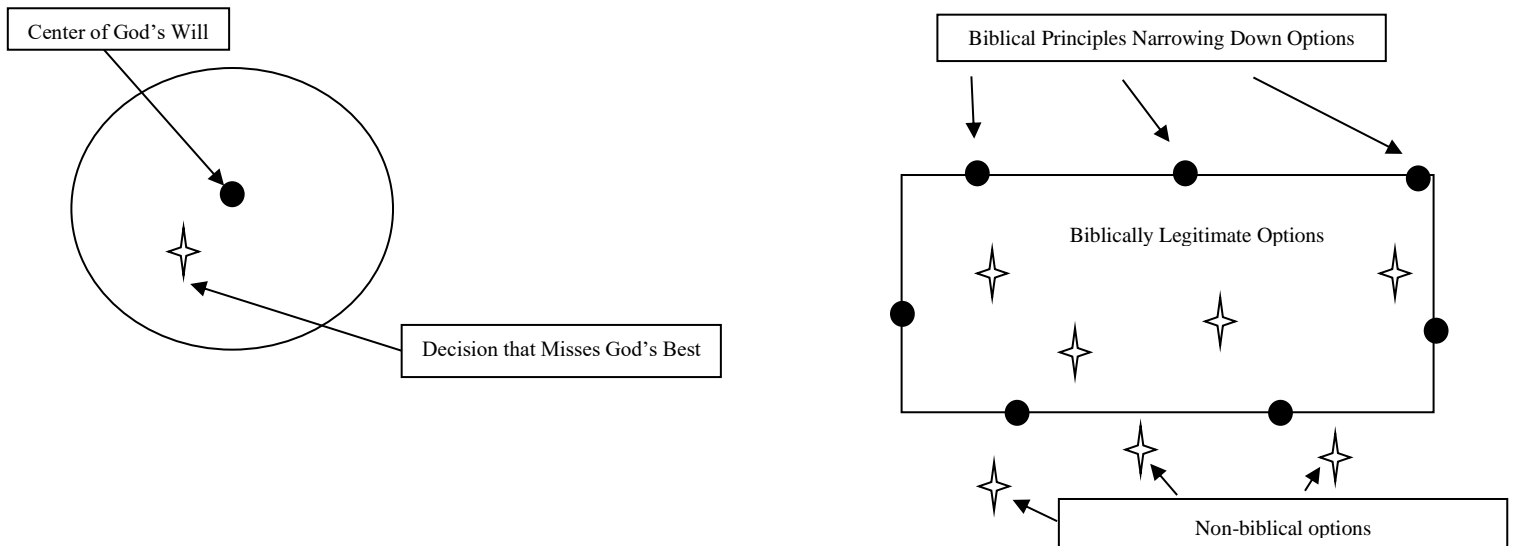 Center of God’s Will
Decision that Misses God’s Best
Biblical Principles Narrowing Down Options
Biblically Legitimate Options
Non-biblical options